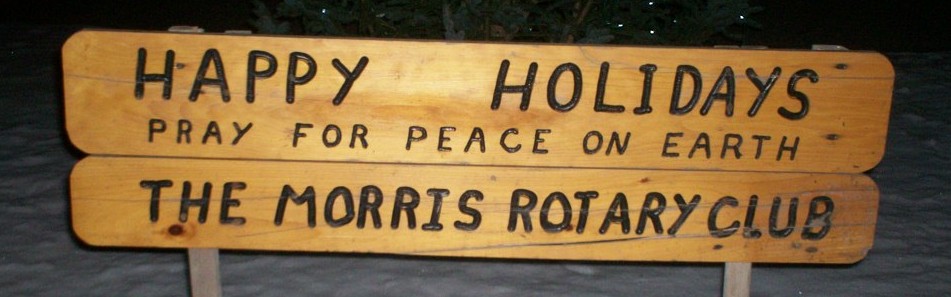 HAPPY HOLIDAYS
PRAY FOR PEACE ON EARTH
THE MORRIS ROTARY CLUB